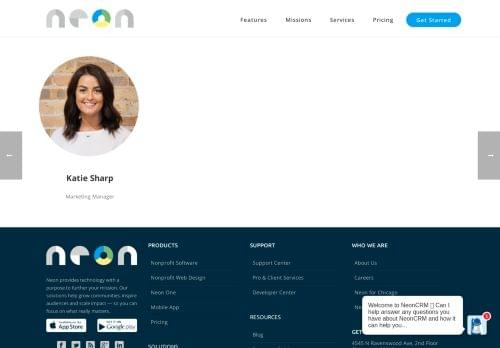 neon
Features
Missions
Services
Pricing
Get Started
←
→
Katie Sharp
Marketing Manager
neon
Neon provides technology with a
purpose to further your mission. Our
solutions help grow communities, inspire
audiences and scale impact — so you
can focus on what really matters.
App Store
Google play
PRODUCTS
Nonprofit Software
Nonprofit Web Design
Neon One
Mobile App
Pricing
SOLUTIONS
SUPPORT
Support Center
Pro & Client Services
Developer Center
RESOURCES
Blog
WHO WE ARE
About Us
Careers
Neon for Chicago
GET
4545 N Ravenswood Ave, 2nd Floor
Welcome to NeonCRM Can I
help answer any questions you
have about NeonCRM and how it
can help you...
1